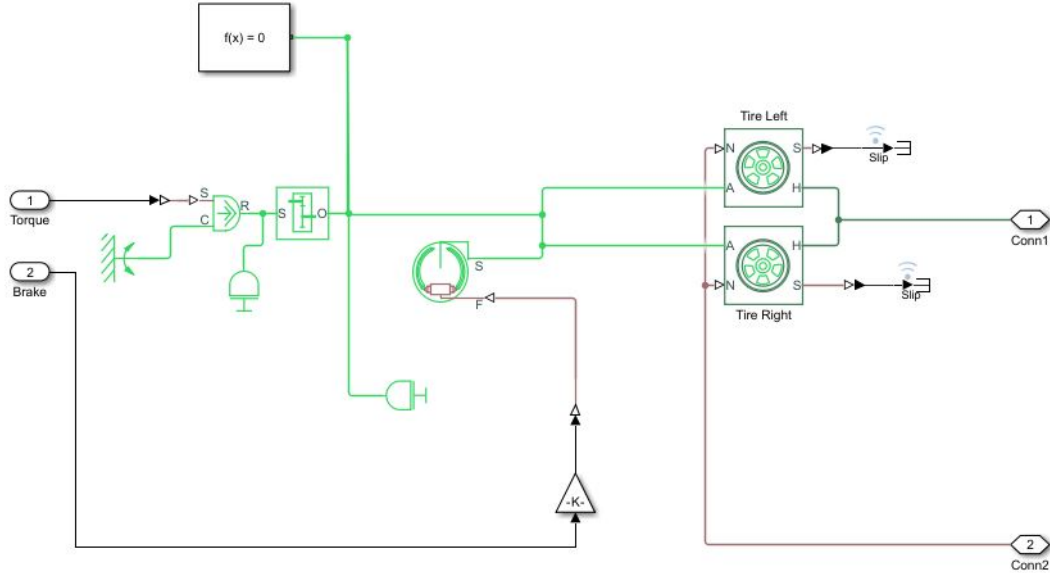 f(x) = 0
Tire Left
N
S
Slip
A
H
1
Torque
S
C
R
S
O
1
Conn1
2
Brake
S
F
A
H
N
S
Slip
Tire Right
-K-
2
Conn2